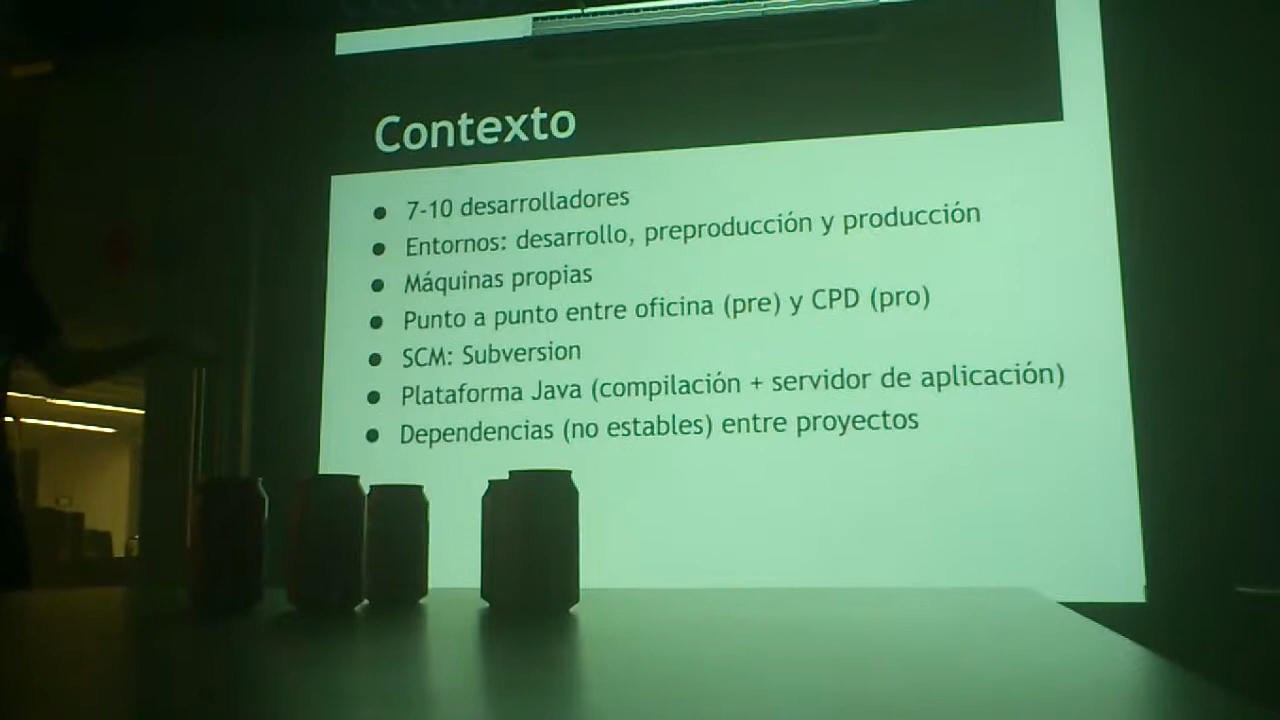 Contexto
● 7-10 desarrolladores
● Entornos: desarrollo, preproducción y producción
● Máquinas propias
● Punto a punto entre oficina (pre) y CPD (pro)
● SCM: Subversion
● Plataforma Java (compilación + servidor de aplicación)
● Dependencias (no estables) entre proyectos